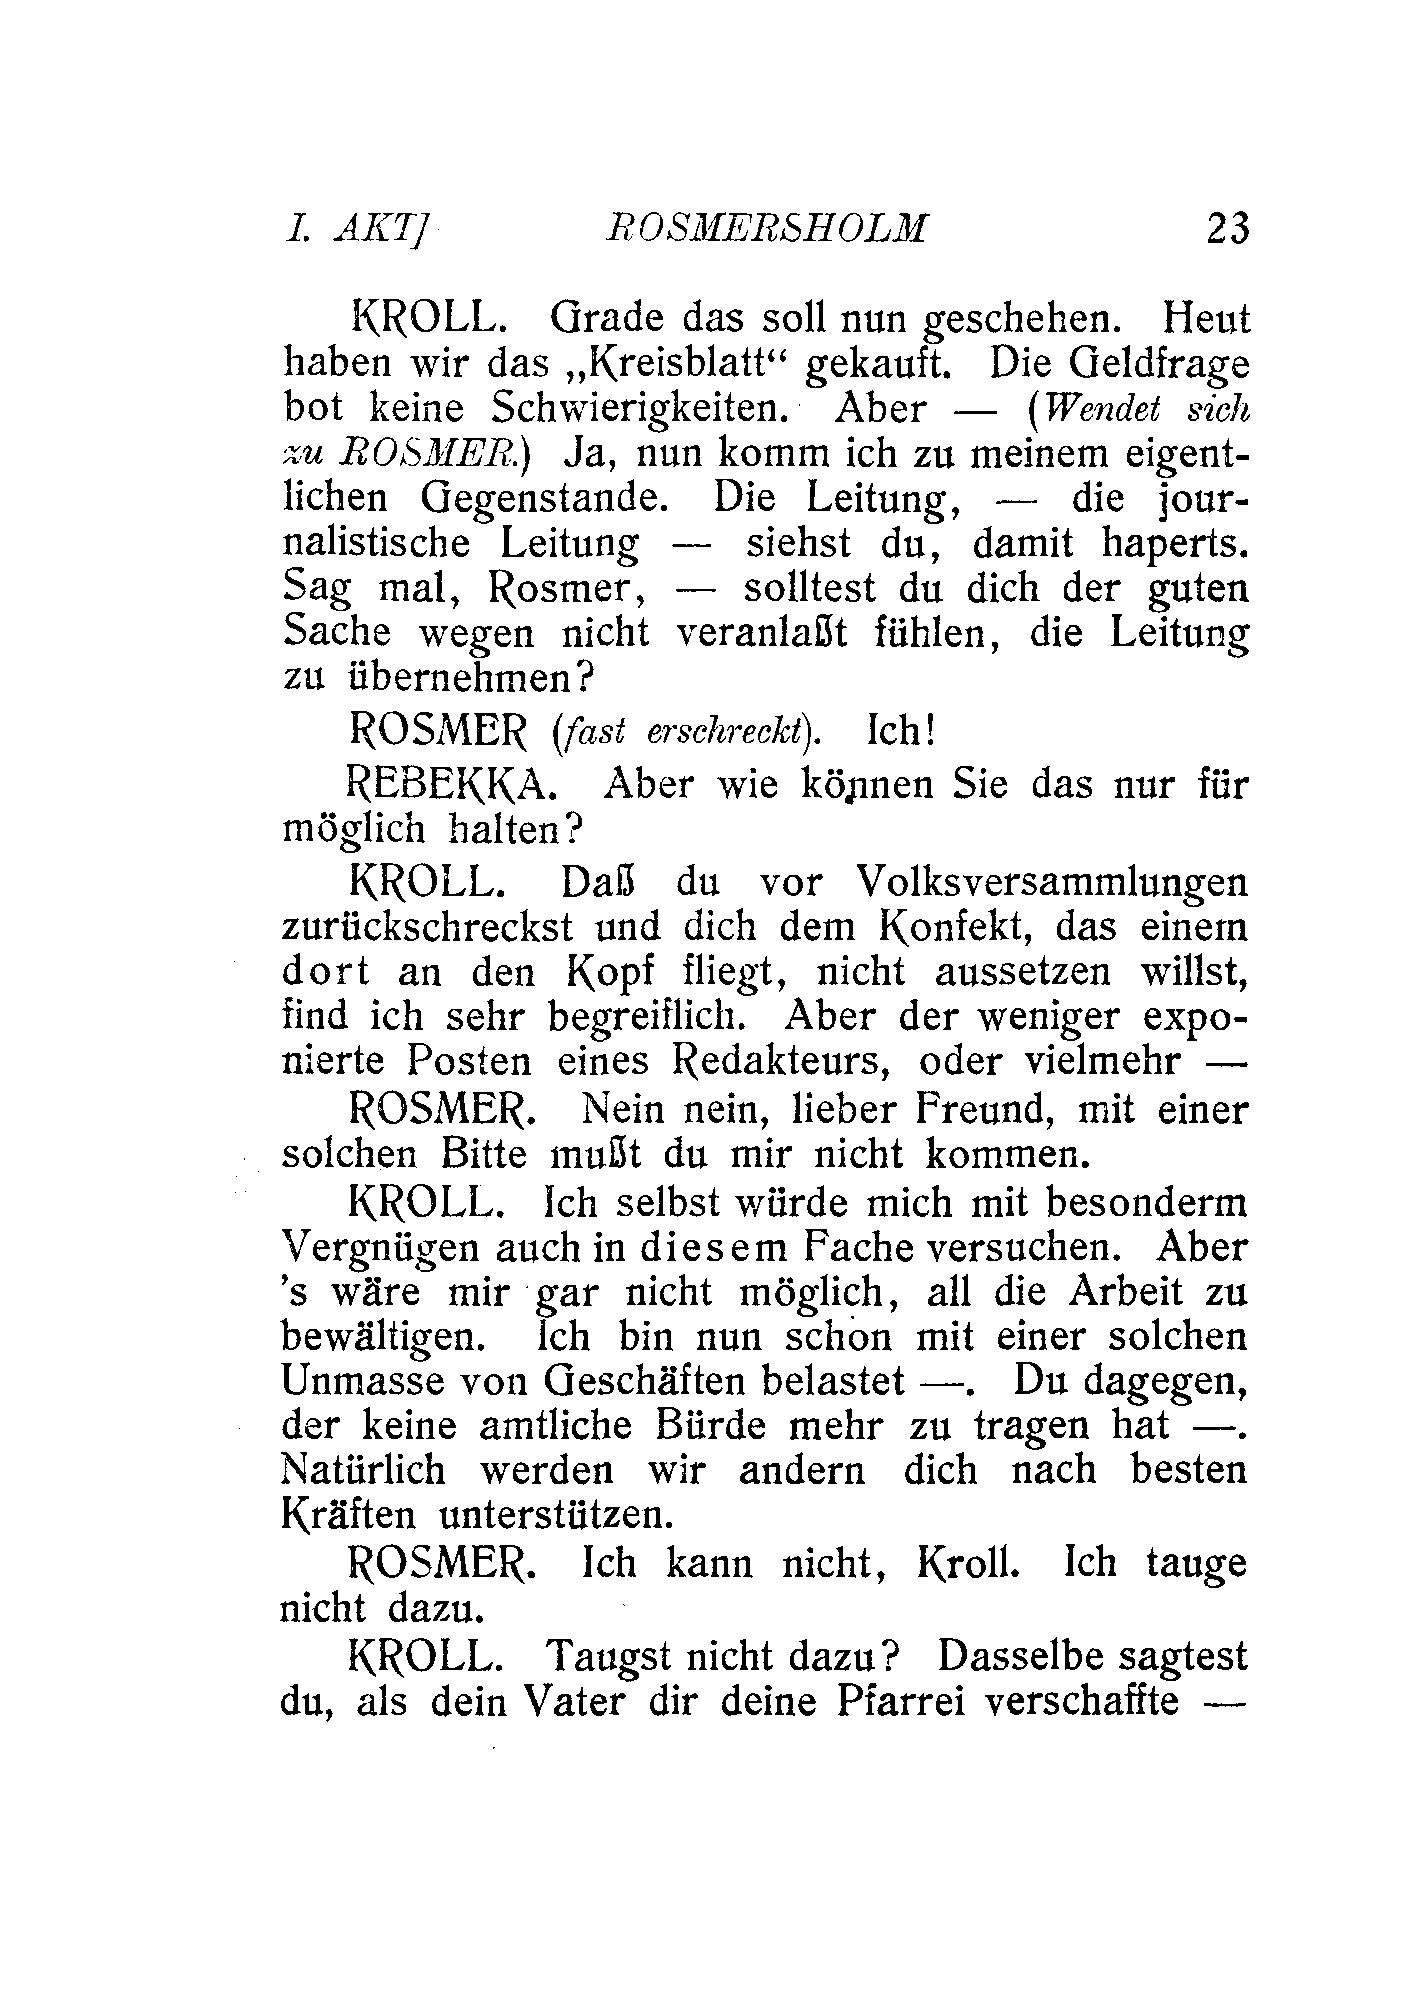 I. AKT] ROSMERSHOLM 23
KROLL. Grade das soll nun geschehen. Heut
haben wir das „Kreisblatt“ gekauft. Die Geldfrage
bot keine Schwierigkeiten. Aber — (Wendet sich
zu ROSMER.) Ja, nun komm ich zu meinem eigent-
lichen Gegenstande. Die Leitung, — die jour-
nalistische Leitung — siehst du, damit haperts.
Sag mal, Rosmer, — solltest du dich der guten
Sache wegen nicht veranlaßt fühlen, die Leitung
zu übernehmen?
ROSMER (fast erschreckt). Ich!
REBEKKA. Aber wie können Sie das nur für
möglich halten?
KROLL. Daß du vor Volksversammlungen
zurückschreckst und dich dem Konfekt, das einem
dort an den Kopf fliegt, nicht aussetzen willst,
find ich sehr begreiflich. Aber der weniger expo-
nierte Posten eines Redakteurs, oder vielmehr —
ROSMER. Nein nein, lieber Freund, mit einer
solchen Bitte mußt du mir nicht kommen.
KROLL. Ich selbst würde mich mit besonderm
Vergnügen auch in diesem Fache versuchen. Aber
’s wäre mir gar nicht möglich, all die Arbeit zu
bewältigen. Ich bin nun schon mit einer solchen
Unmasse von Geschäften belastet —. Du dagegen,
der keine amtliche Bürde mehr zu tragen hat —.
Natürlich werden wir andern dich nach besten
Kräften unterstützen.
ROSMER. Ich kann nicht, Kroll. Ich tauge
nicht dazu.
KROLL. Taugst nicht dazu? Dasselbe sagtest
du, als dein Vater dir deine Pfarrei verschaffte —